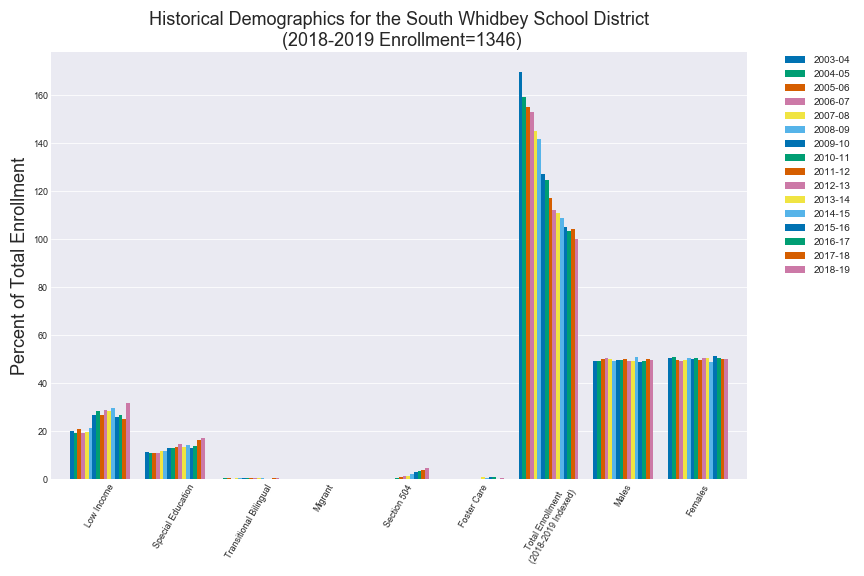 Historical Demographics for the South Whidbey School District
(2018-2019 Enrollment=1346)
Percent of Total Enrollment
160
140
120
100
80
60
40
20
0
Low Income
Special Education
Transitional Bilingual
Migrant
Section 504
Foster Care
Total Enrollment
(2018-2019 Indexed)
Males
Females
2003-04
2004-05
2005-06
2006-07
2007-08
2008-09
2009-10
2010-11
2011-12
2012-13
2013-14
2014-15
2015-16
2016-17
2017-18
2018-19